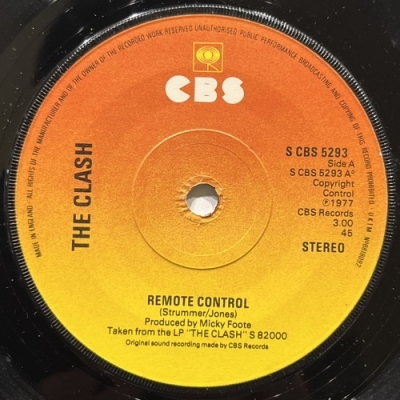 ALL RIGHTS OF THE MANUFACTURER AND OF THE OWNER OF THE RECORDED WORK RESERVED UNAUTHORISED PUBLIC PERFORMANCE BROADCASTING AND COPYING OF THIS RECORD PROHIBITED
MADE IN ENGLAND
CBS
THE CLASH
S CBS 5293
Side A
S CBS 5293 A°
Copyright
Control
℗1977
CBS Records
3.00
45
STEREO
REMOTE CONTROL
(Strummer/Jones)
Produced by Micky Foote
Taken from the LP "THE CLASH" S 82000
Original sound recording made by CBS Records